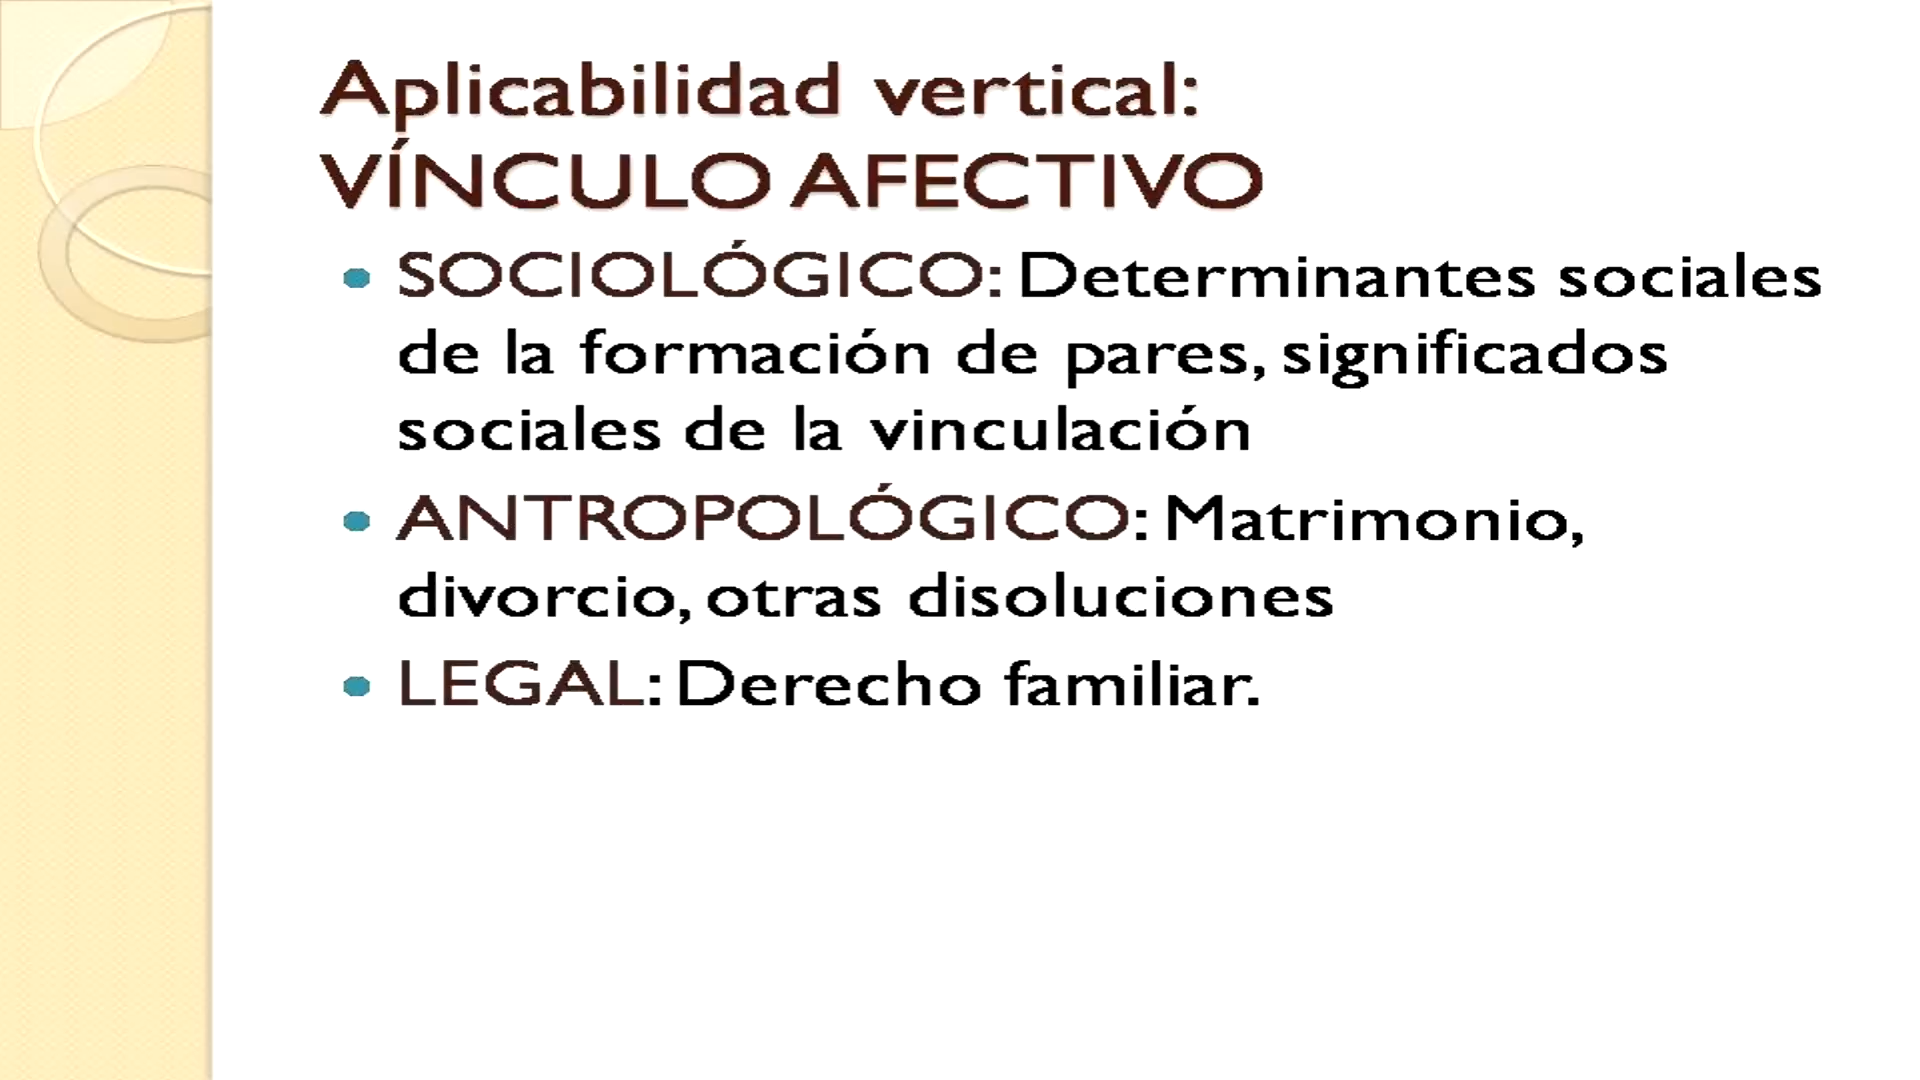 Aplicabilidad vertical:
VÍNCULO AFECTIVO
• SOCIOLÓGICO: Determinantes sociales
de la formación de pares, significados
sociales de la vinculación
• ANTROPOLÓGICO: Matrimonio,
divorcio, otras disoluciones
• LEGAL: Derecho familiar.